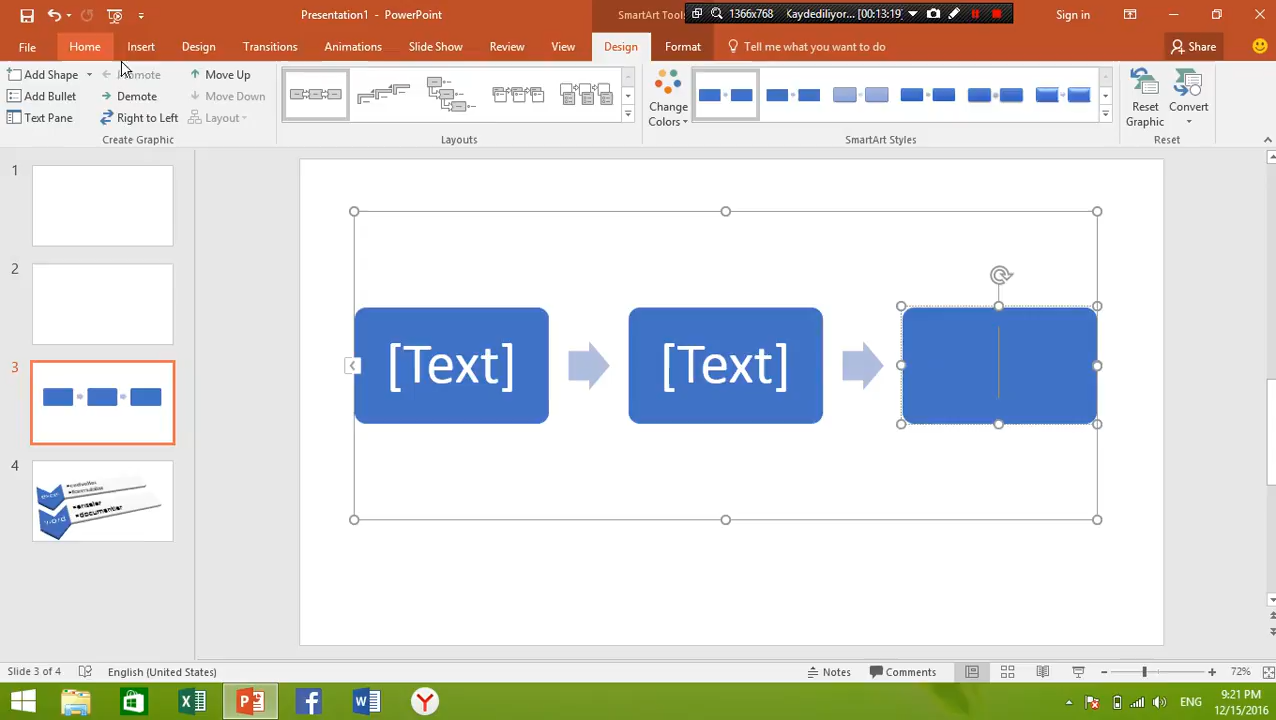 Presentation1 - PowerPoint
SmartArt Tools
1366x768
Kaydediliyor... [00:13:19]
Sign in
File
Home
Insert
Design
Transitions
Animations
Slide Show
Review
View
Design
Format
Tell me what you want to do
Share
Add Shape
Promote
Move Up
Add Bullet
Demote
Move Down
Text Pane
Right to Left
Layout
Change
Colors
Reset
Graphic
Convert
Create Graphic
Layouts
SmartArt Styles
Reset
1
2
3
4
[Text]
[Text]
word
Slide 3 of 4
English (United States)
Notes
Comments
72%
ENG
9:21 PM
12/15/2016